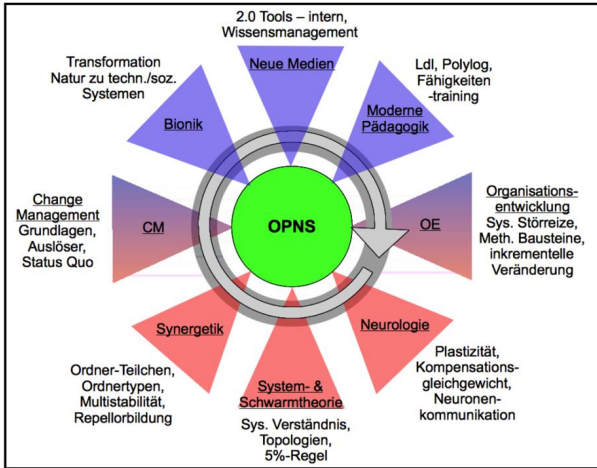 2.0 Tools – intern,
Wissensmanagement
Neue Medien
Transformation
Natur zu techn./soz.
Systemen
Bionik
LdI, Polylog,
Fähigkeiten
-training
Moderne
Pädagogik
Change
Management
Grundlagen,
Auslöser,
Status Quo
CM
OPNS
OE
Organisations-
entwicklung
Sys. Störreize,
Meth. Bausteine,
inkrementelle
Veränderung
Synergetik
Ordner-Teilchen,
Ordnertypen,
Multistabilität,
Repellorbildung
System- &
Schwarmtheorie
Sys. Verständnis,
Topologien,
5%-Regel
Neurologie
Plastizität,
Kompensations-
gleichgewicht,
Neuronen-
kommunikation